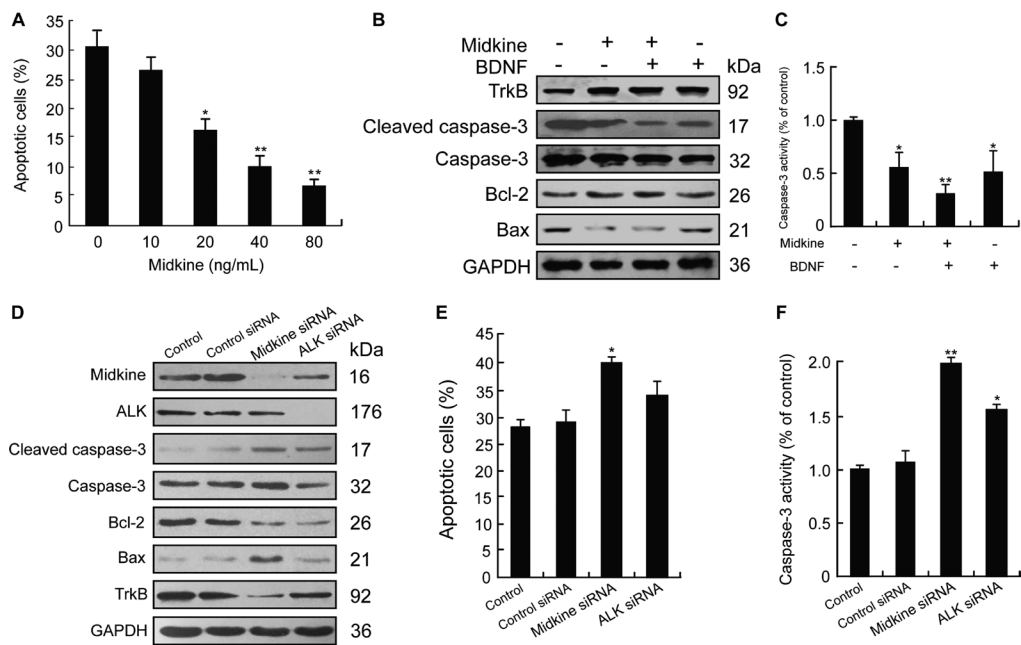 A
Apoptotic cells (%)
35
30
25
20
15
10
5
0
* ** **
0 10 20 40 80
Midkine (ng/mL)
B
Midkine - + + -
BDNF - - + + kDa
TrkB 92
Cleaved caspase-3 17
Caspase-3 32
Bcl-2 26
Bax 21
GAPDH 36
C
Caspase-3 activity (% of control)
1.5
1.0
0.5
0
* ** *
Midkine - + + -
BDNF - - + +
D
Control Control siRNA Midkine siRNA ALK siRNA kDa
Midkine 16
ALK 176
Cleaved caspase-3 17
Caspase-3 32
Bcl-2 26
Bax 21
TrkB 92
GAPDH 36
E
Apoptotic cells (%)
45
40
35
30
25
20
15
10
5
0
*
Control Control siRNA Midkine siRNA ALK siRNA
F
Caspase-3 activity (% of control)
2.0
1.5
1.0
0.5
0
** *
Control Control siRNA Midkine siRNA ALK siRNA